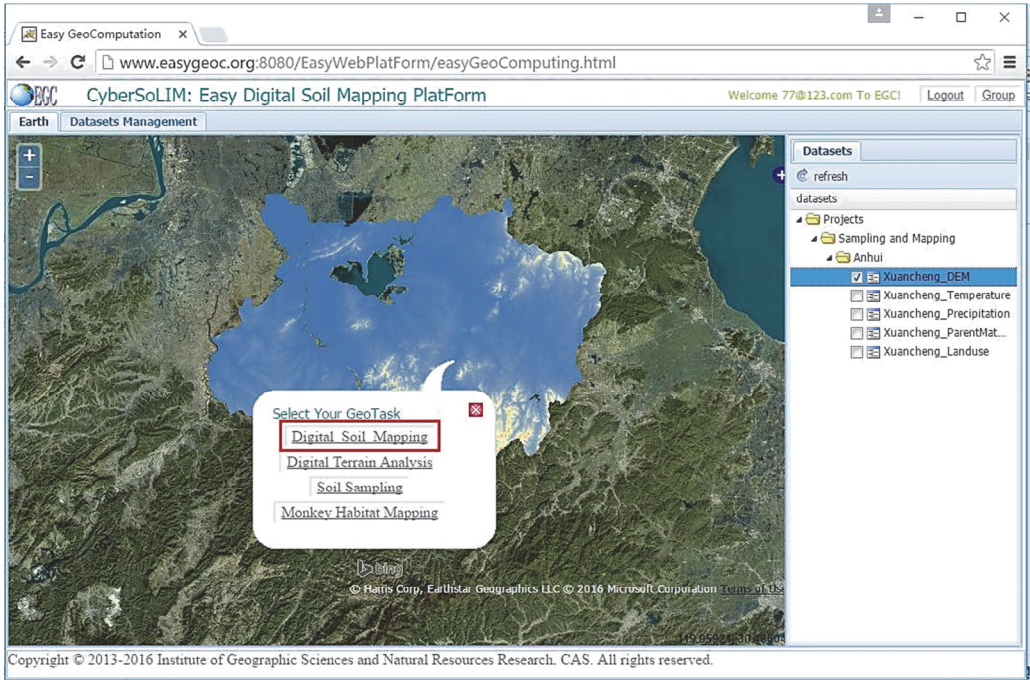 Easy GeoComputation
www.easygeoc.org:8080/EasyWebPlatForm/easyGeoComputing.html
EGC CyberSoLIM: Easy Digital Soil Mapping PlatForm Welcome 77@123.com To EGC! Logout Group
Earth Datasets Management
Datasets
refresh
datasets
Projects
Sampling and Mapping
Anhui
Xuancheng_DEM
Xuancheng_Temperature
Xuancheng_Precipitation
Xuancheng_ParentMat...
Xuancheng_Landuse
Select Your GeoTask
Digital Soil Mapping
Digital Terrain Analysis
Soil Sampling
Monkey Habitat Mapping
bing
© Harris Corp, Earthstar Geographics LLC © 2016 Microsoft Corporation Terms of Use
Copyright © 2013-2016 Institute of Geographic Sciences and Natural Resources Research, CAS. All rights reserved.